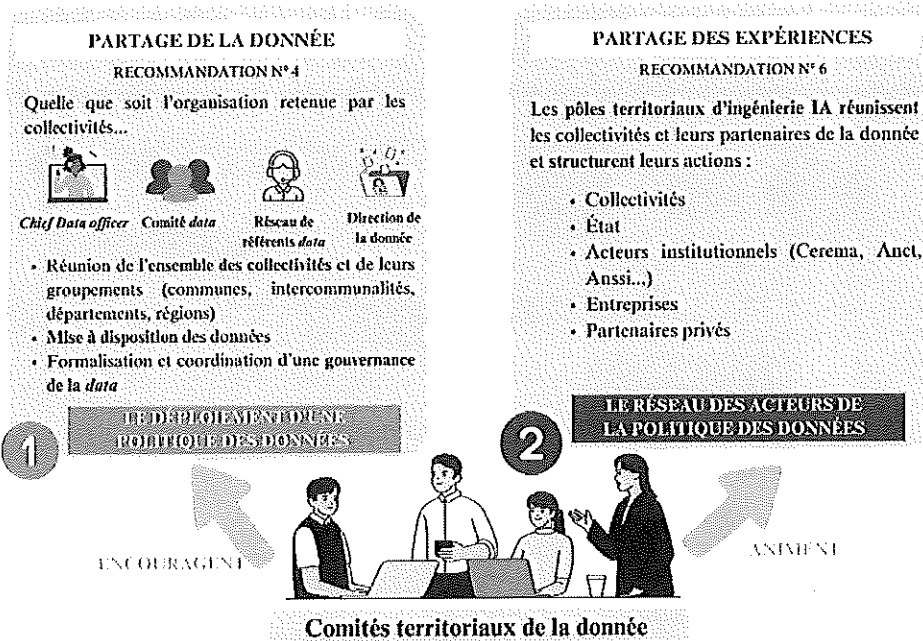 PARTAGE DE LA DONNÉE
RECOMMANDATION N° 4
Quelle que soit l'organisation retenue par les
collectivités...
Chief Data officer
Comité data
Réseau de
référents data
Direction de
la donnée
• Réunion de l'ensemble des collectivités et de leurs
groupements (communes, intercommunalités,
départements, régions)
• Mise à disposition des données
• Formalisation et coordination d'une gouvernance
de la data
1
LE DÉPLOIEMENT D'UNE
POLITIQUE DES DONNÉES
ENCOURAGENT
PARTAGE DES EXPÉRIENCES
RECOMMANDATION N° 6
Les pôles territoriaux d'ingénierie IA réunissent
les collectivités et leurs partenaires de la donnée
et structurent leurs actions :
• Collectivités
• État
• Acteurs institutionnels (Cerema, Anct,
Anssi...)
• Entreprises
• Partenaires privés
2
LE RÉSEAU DES ACTEURS DE
LA POLITIQUE DES DONNÉES
ANIMENT
Comités territoriaux de la donnée